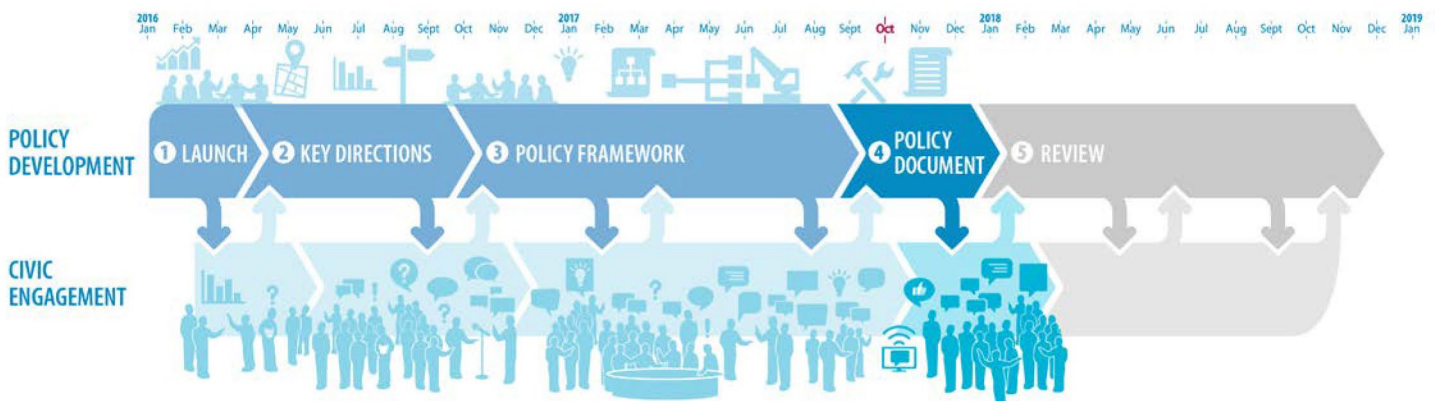 2016 2017 2018 2019
Jan Feb Mar Apr May Jun Jul Aug Sept Oct Nov Dec Jan Feb Mar Apr May Jun Jul Aug Sept Oct Nov Dec Jan Feb Mar Apr May Jun Jul Aug Sept Oct Nov Dec Jan
POLICY
DEVELOPMENT
1 LAUNCH
2 KEY DIRECTIONS
3 POLICY FRAMEWORK
4 POLICY
DOCUMENT
5 REVIEW
CIVIC
ENGAGEMENT